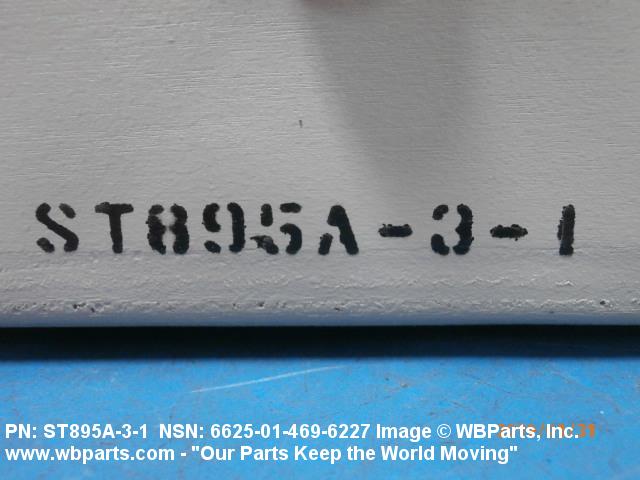 ST895A-3-1
PN: ST895A-3-1 NSN: 6625-01-469-6227 Image © WBParts, Inc.
www.wbparts.com - "Our Parts Keep the World Moving"